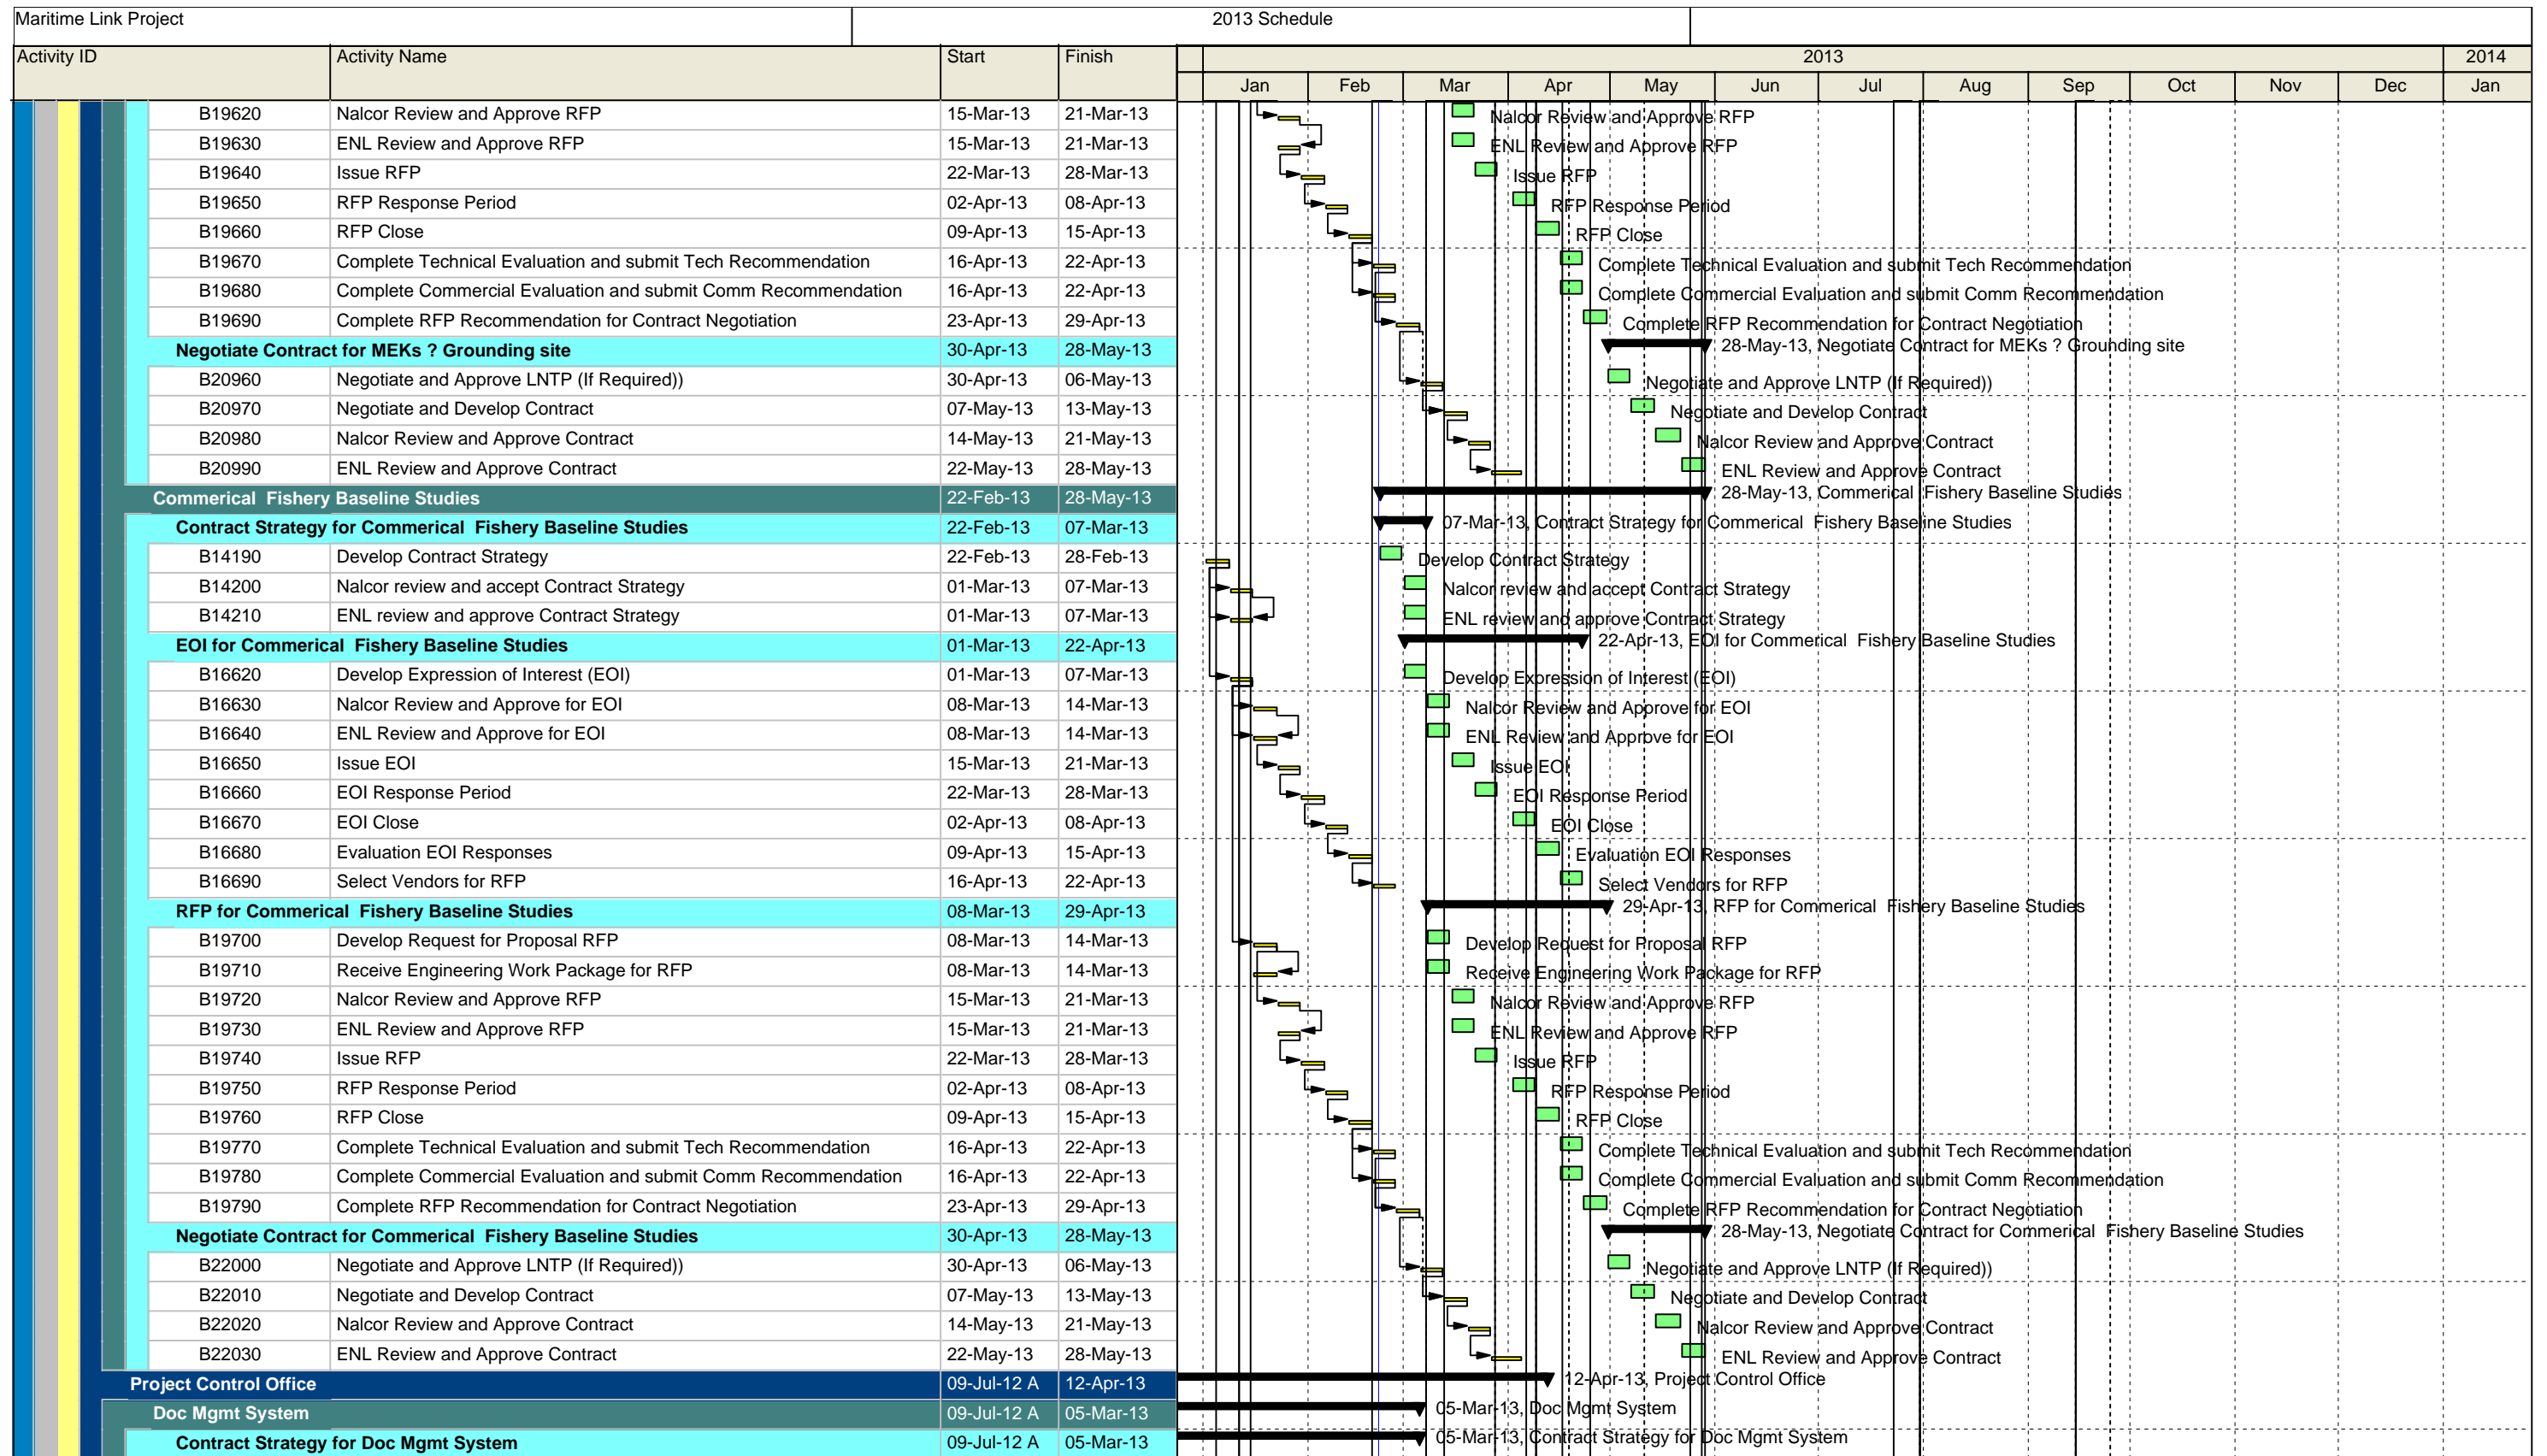 Maritime Link Project 2013 Schedule
Activity ID Activity Name Start Finish 2013 2014
Jan Feb Mar Apr May Jun Jul Aug Sep Oct Nov Dec Jan
B19620 Nalcor Review and Approve RFP 15-Mar-13 21-Mar-13 Nalcor Review and Approve RFP
B19630 ENL Review and Approve RFP 15-Mar-13 21-Mar-13 ENL Review and Approve RFP
B19640 Issue RFP 22-Mar-13 28-Mar-13 Issue RFP
B19650 RFP Response Period 02-Apr-13 08-Apr-13 RFP Response Period
B19660 RFP Close 09-Apr-13 15-Apr-13 RFP Close
B19670 Complete Technical Evaluation and submit Tech Recommendation 16-Apr-13 22-Apr-13 Complete Technical Evaluation and submit Tech Recommendation
B19680 Complete Commercial Evaluation and submit Comm Recommendation 16-Apr-13 22-Apr-13 Complete Commercial Evaluation and submit Comm Recommendation
B19690 Complete RFP Recommendation for Contract Negotiation 23-Apr-13 29-Apr-13 Complete RFP Recommendation for Contract Negotiation
Negotiate Contract for MEKs ? Grounding site 30-Apr-13 28-May-13 28-May-13, Negotiate Contract for MEKs ? Grounding site
B20960 Negotiate and Approve LNTP (If Required)) 30-Apr-13 06-May-13 Negotiate and Approve LNTP (If Required))
B20970 Negotiate and Develop Contract 07-May-13 13-May-13 Negotiate and Develop Contract
B20980 Nalcor Review and Approve Contract 14-May-13 21-May-13 Nalcor Review and Approve Contract
B20990 ENL Review and Approve Contract 22-May-13 28-May-13 ENL Review and Approve Contract
Commerical Fishery Baseline Studies 22-Feb-13 28-May-13 28-May-13, Commerical Fishery Baseline Studies
Contract Strategy for Commerical Fishery Baseline Studies 22-Feb-13 07-Mar-13 07-Mar-13, Contract Strategy for Commerical Fishery Baseline Studies
B14190 Develop Contract Strategy 22-Feb-13 28-Feb-13 Develop Contract Strategy
B14200 Nalcor review and accept Contract Strategy 01-Mar-13 07-Mar-13 Nalcor review and accept Contract Strategy
B14210 ENL review and approve Contract Strategy 01-Mar-13 07-Mar-13 ENL review and approve Contract Strategy
EOI for Commerical Fishery Baseline Studies 01-Mar-13 22-Apr-13 22-Apr-13, EOI for Commerical Fishery Baseline Studies
B16620 Develop Expression of Interest (EOI) 01-Mar-13 07-Mar-13 Develop Expression of Interest (EOI)
B16630 Nalcor Review and Approve for EOI 08-Mar-13 14-Mar-13 Nalcor Review and Approve for EOI
B16640 ENL Review and Approve for EOI 08-Mar-13 14-Mar-13 ENL Review and Approve for EOI
B16650 Issue EOI 15-Mar-13 21-Mar-13 Issue EOI
B16660 EOI Response Period 22-Mar-13 28-Mar-13 EOI Response Period
B16670 EOI Close 02-Apr-13 08-Apr-13 EOI Close
B16680 Evaluation EOI Responses 09-Apr-13 15-Apr-13 Evaluation EOI Responses
B16690 Select Vendors for RFP 16-Apr-13 22-Apr-13 Select Vendors for RFP
RFP for Commerical Fishery Baseline Studies 08-Mar-13 29-Apr-13 29-Apr-13, RFP for Commerical Fishery Baseline Studies
B19700 Develop Request for Proposal RFP 08-Mar-13 14-Mar-13 Develop Request for Proposal RFP
B19710 Receive Engineering Work Package for RFP 08-Mar-13 14-Mar-13 Receive Engineering Work Package for RFP
B19720 Nalcor Review and Approve RFP 15-Mar-13 21-Mar-13 Nalcor Review and Approve RFP
B19730 ENL Review and Approve RFP 15-Mar-13 21-Mar-13 ENL Review and Approve RFP
B19740 Issue RFP 22-Mar-13 28-Mar-13 Issue RFP
B19750 RFP Response Period 02-Apr-13 08-Apr-13 RFP Response Period
B19760 RFP Close 09-Apr-13 15-Apr-13 RFP Close
B19770 Complete Technical Evaluation and submit Tech Recommendation 16-Apr-13 22-Apr-13 Complete Technical Evaluation and submit Tech Recommendation
B19780 Complete Commercial Evaluation and submit Comm Recommendation 16-Apr-13 22-Apr-13 Complete Commercial Evaluation and submit Comm Recommendation
B19790 Complete RFP Recommendation for Contract Negotiation 23-Apr-13 29-Apr-13 Complete RFP Recommendation for Contract Negotiation
Negotiate Contract for Commerical Fishery Baseline Studies 30-Apr-13 28-May-13 28-May-13, Negotiate Contract for Commerical Fishery Baseline Studies
B22000 Negotiate and Approve LNTP (If Required)) 30-Apr-13 06-May-13 Negotiate and Approve LNTP (If Required))
B22010 Negotiate and Develop Contract 07-May-13 13-May-13 Negotiate and Develop Contract
B22020 Nalcor Review and Approve Contract 14-May-13 21-May-13 Nalcor Review and Approve Contract
B22030 ENL Review and Approve Contract 22-May-13 28-May-13 ENL Review and Approve Contract
Project Control Office 09-Jul-12 A 12-Apr-13 12-Apr-13, Project Control Office
Doc Mgmt System 09-Jul-12 A 05-Mar-13 05-Mar-13, Doc Mgmt System
Contract Strategy for Doc Mgmt System 09-Jul-12 A 05-Mar-13 05-Mar-13, Contract Strategy for Doc Mgmt System